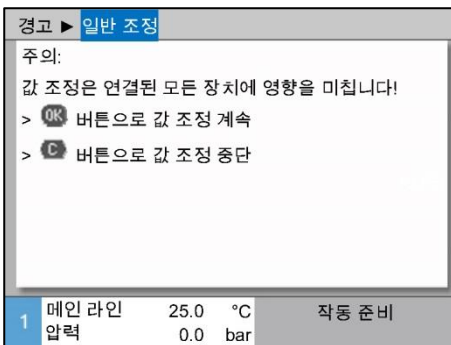 경고 ▶ 일반 조정
주의:
값 조정은 연결된 모든 장치에 영향을 미칩니다!
> OK 버튼으로 값 조정 계속
> C 버튼으로 값 조정 중단
1 메인 라인 25.0 °C 작동 준비
압력 0.0 bar